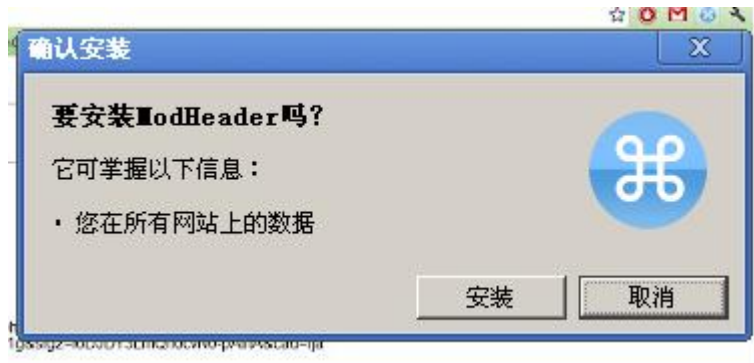 确认安装
要安装ModHeader吗?
它可掌握以下信息：
· 您在所有网站上的数据
安装
取消